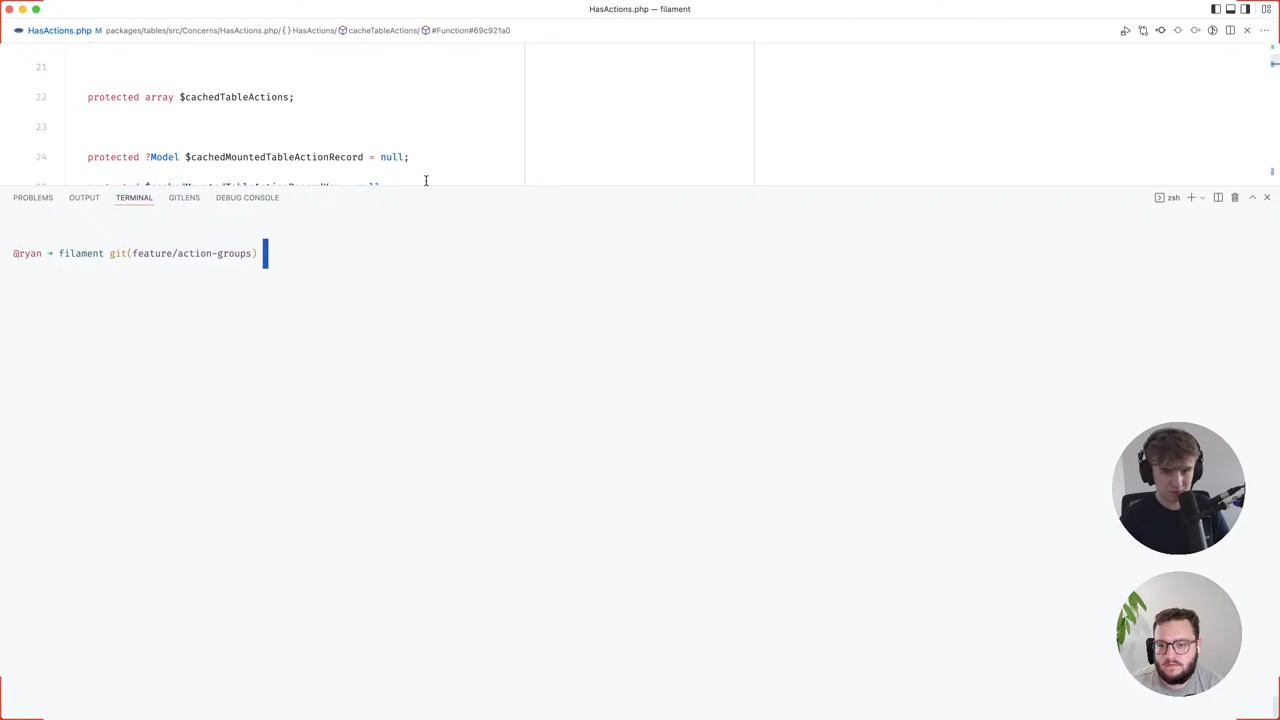 HasActions.php — filament
HasActions.php M packages/tables/src/Concerns/HasActions.php/{ } HasActions/ cacheTableActions/ #Function#69c921a0
21
22 protected array $cachedTableActions;
23
24 protected ?Model $cachedMountedTableActionRecord = null;
PROBLEMS OUTPUT TERMINAL GITLENS DEBUG CONSOLE zsh
@ryan → filament git(feature/action-groups)